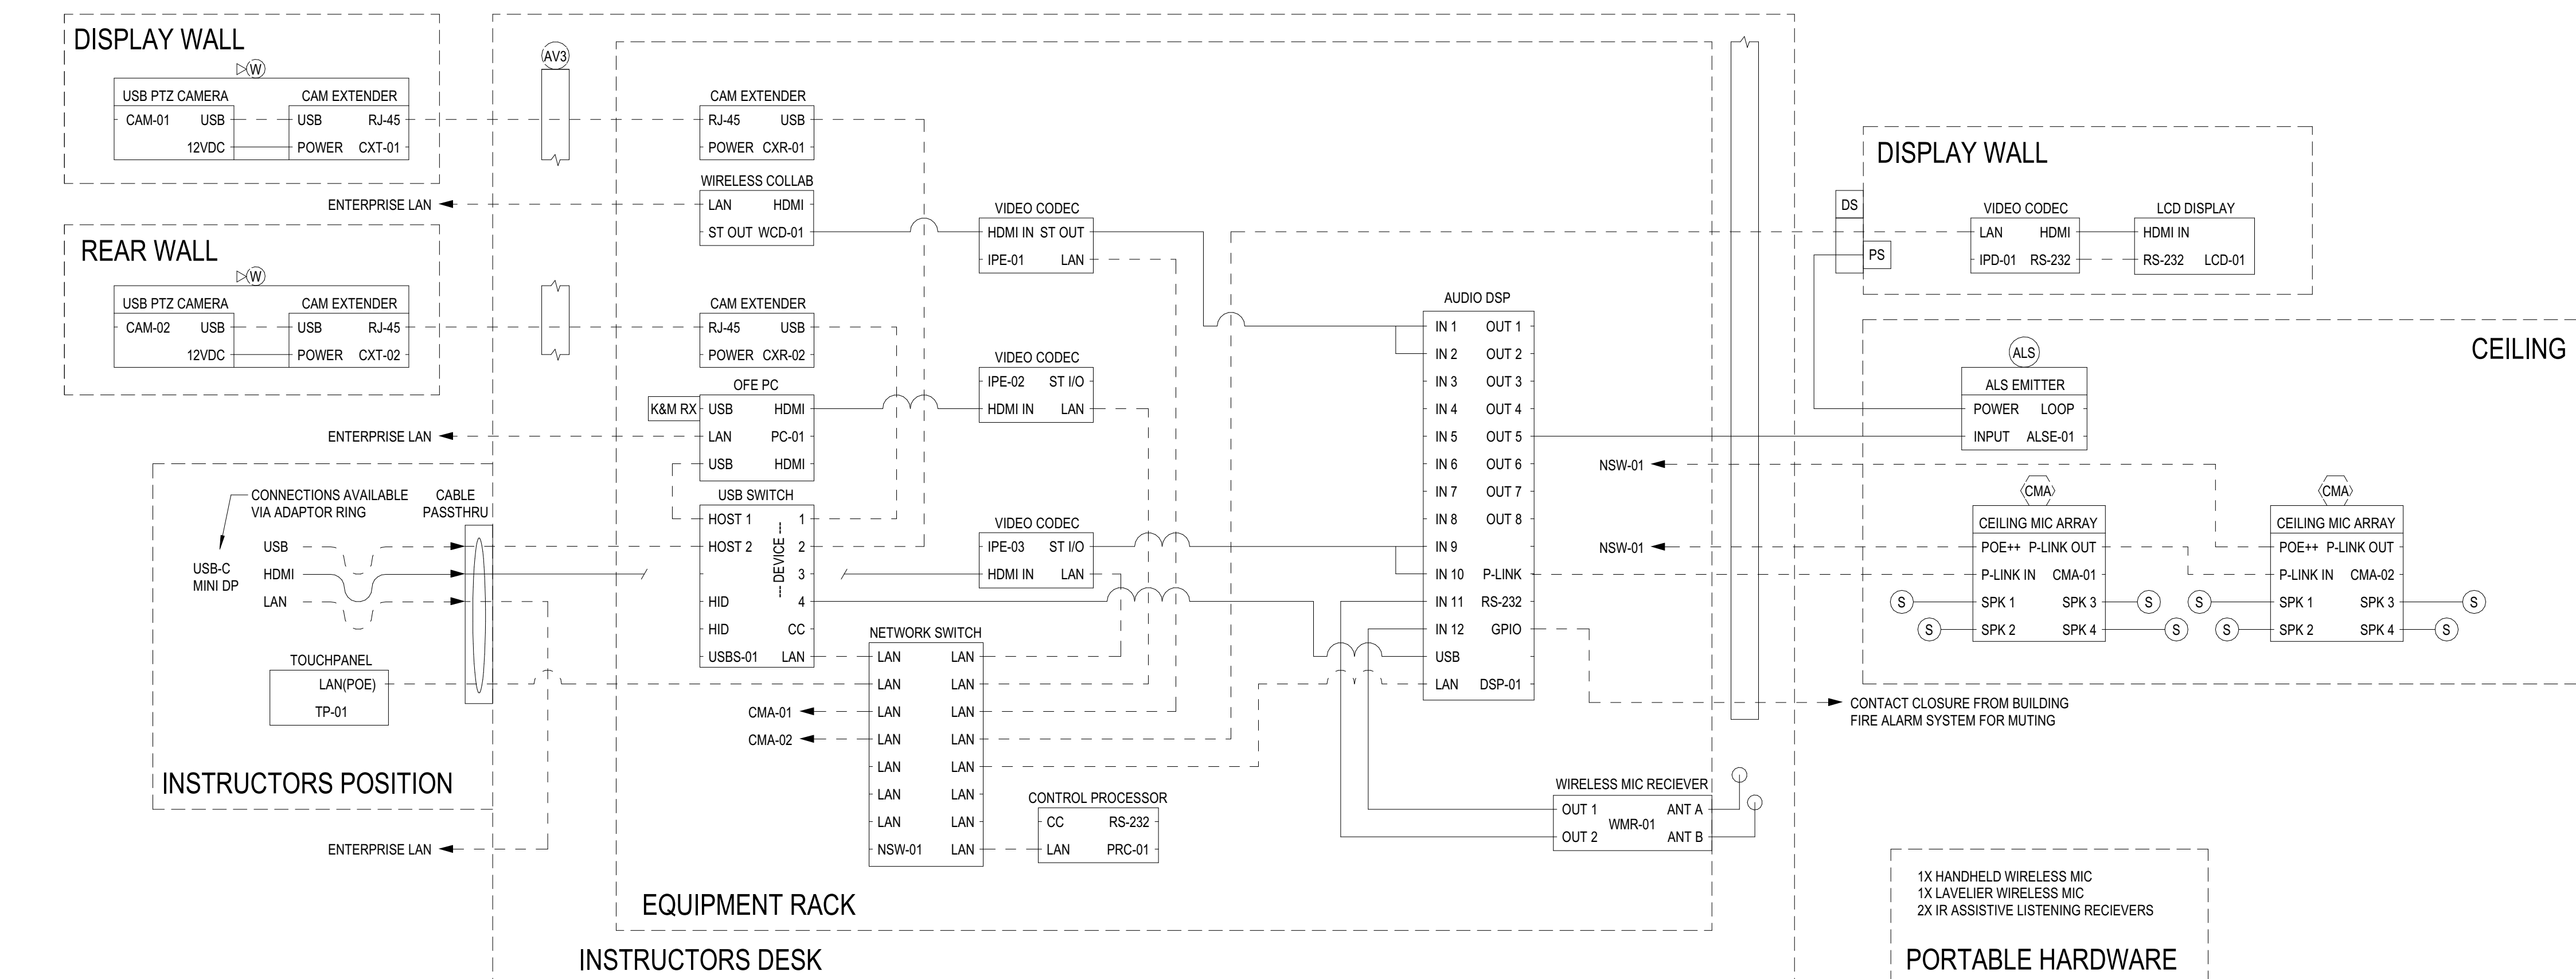 DISPLAY WALL
W
USB PTZ CAMERA
CAM EXTENDER
CAM-01
USB
USB
RJ-45
12VDC
POWER
CXT-01
AV3
CAM EXTENDER
RJ-45
USB
POWER
CXR-01
WIRELESS COLLAB
LAN
HDMI
ST OUT
WCD-01
ENTERPRISE LAN
REAR WALL
W
USB PTZ CAMERA
CAM EXTENDER
CAM-02
USB
USB
RJ-45
12VDC
POWER
CXT-02
CAM EXTENDER
RJ-45
USB
POWER
CXR-02
OFE PC
K&M RX
USB
HDMI
LAN
PC-01
USB
HDMI
ENTERPRISE LAN
USB SWITCH
HOST 1
1
HOST 2
2
3
HID
4
HID
CC
USBS-01
LAN
--- DEVICE ---
CONNECTIONS AVAILABLE
VIA ADAPTOR RING
CABLE
PASSTHRU
USB
HDMI
LAN
USB-C
MINI DP
TOUCHPANEL
LAN(POE)
TP-01
INSTRUCTORS POSITION
ENTERPRISE LAN
VIDEO CODEC
HDMI IN
ST OUT
IPE-01
LAN
VIDEO CODEC
IPE-02
ST I/O
HDMI IN
LAN
VIDEO CODEC
IPE-03
ST I/O
HDMI IN
LAN
NETWORK SWITCH
LAN
LAN
LAN
LAN
LAN
LAN
LAN
LAN
LAN
LAN
LAN
LAN
LAN
LAN
NSW-01
LAN
CMA-01
CMA-02
CONTROL PROCESSOR
CC
RS-232
LAN
PRC-01
AUDIO DSP
IN 1
OUT 1
IN 2
OUT 2
IN 3
OUT 3
IN 4
OUT 4
IN 5
OUT 5
IN 6
OUT 6
IN 7
OUT 7
IN 8
OUT 8
IN 9
IN 10
P-LINK
IN 11
RS-232
IN 12
GPIO
USB
LAN
DSP-01
WIRELESS MIC RECIEVER
OUT 1
ANT A
WMR-01
OUT 2
ANT B
EQUIPMENT RACK
INSTRUCTORS DESK
DISPLAY WALL
DS
PS
VIDEO CODEC
LAN
HDMI
IPD-01
RS-232
LCD DISPLAY
HDMI IN
RS-232
LCD-01
CEILING
ALS
ALS EMITTER
POWER
LOOP
INPUT
ALSE-01
NSW-01
NSW-01
CMA
CEILING MIC ARRAY
POE++
P-LINK OUT
P-LINK IN
CMA-01
S
SPK 1
SPK 3
S
S
SPK 2
SPK 4
S
CMA
CEILING MIC ARRAY
POE++
P-LINK OUT
P-LINK IN
CMA-02
S
SPK 1
SPK 3
S
S
SPK 2
SPK 4
S
CONTACT CLOSURE FROM BUILDING
FIRE ALARM SYSTEM FOR MUTING
1X HANDHELD WIRELESS MIC
1X LAVELIER WIRELESS MIC
2X IR ASSISTIVE LISTENING RECIEVERS
PORTABLE HARDWARE